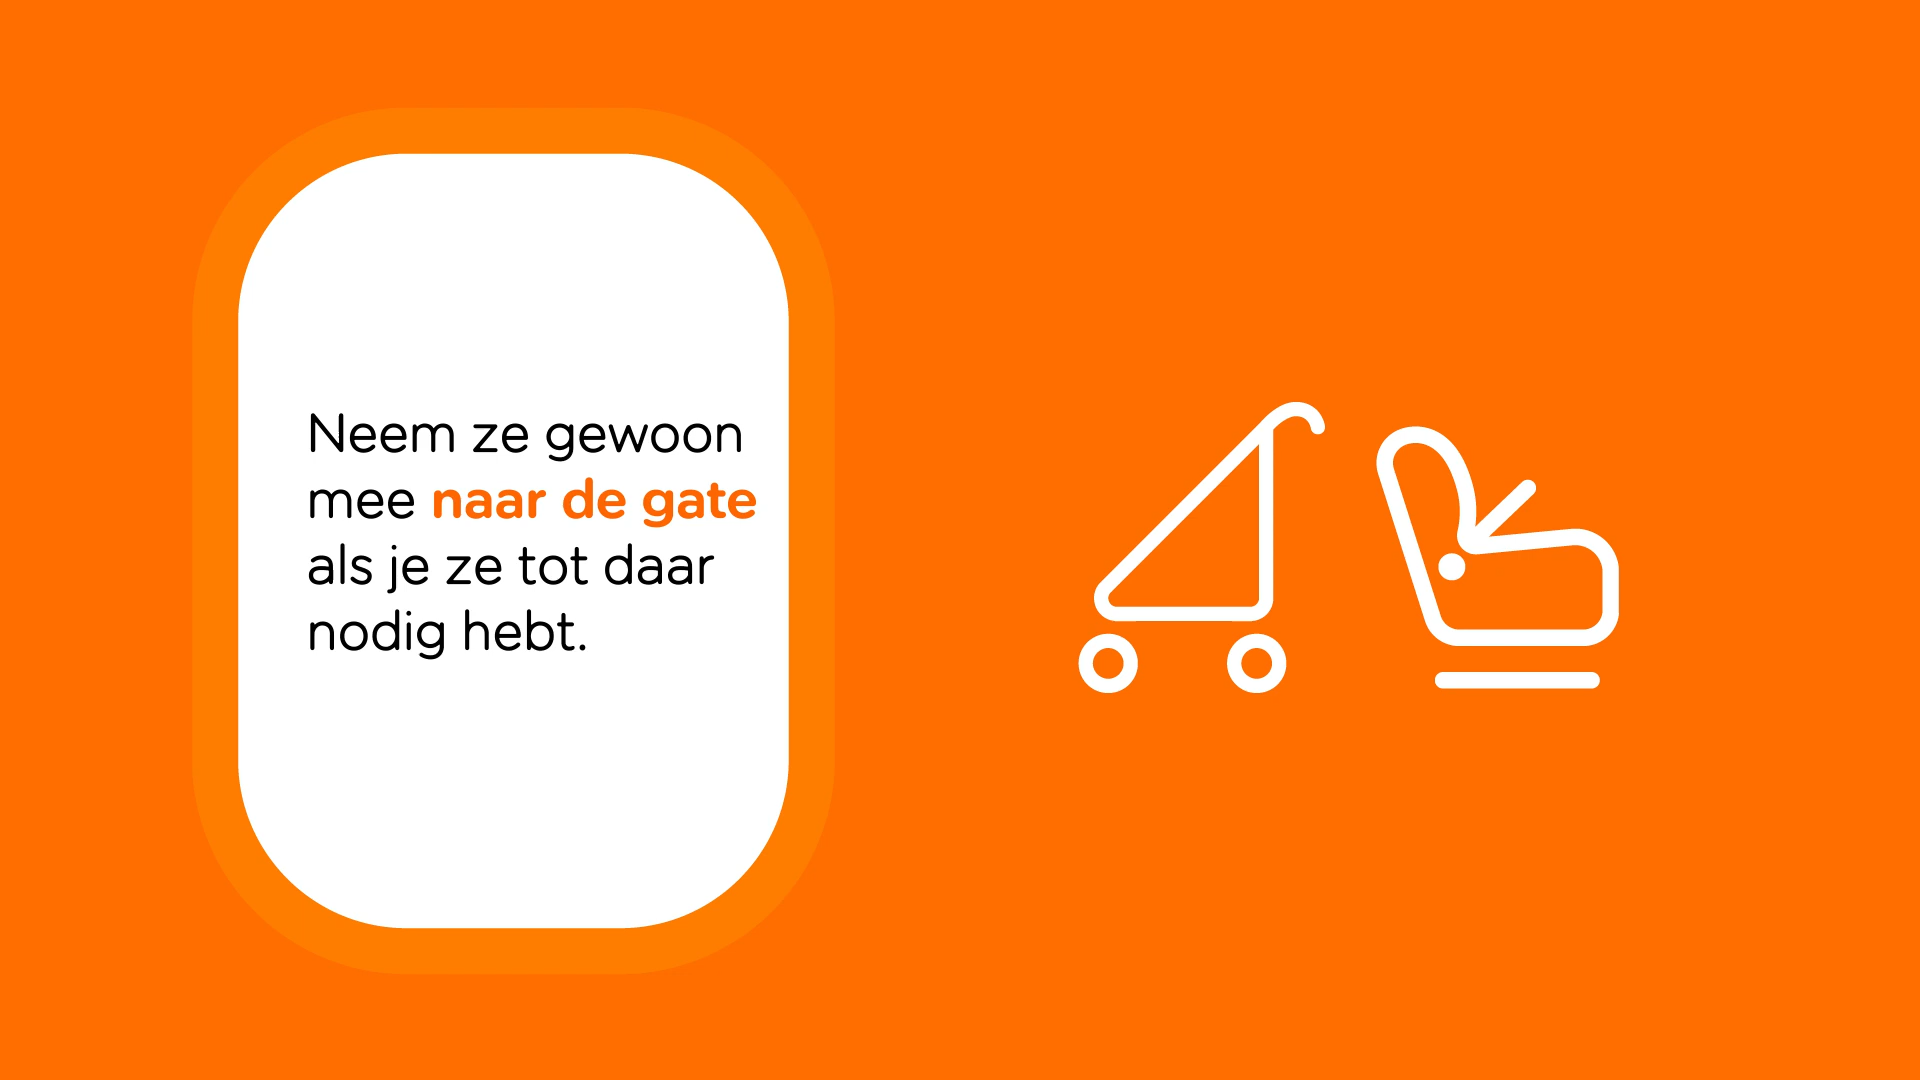 Neem ze gewoon
mee naar de gate
als je ze tot daar
nodig hebt.